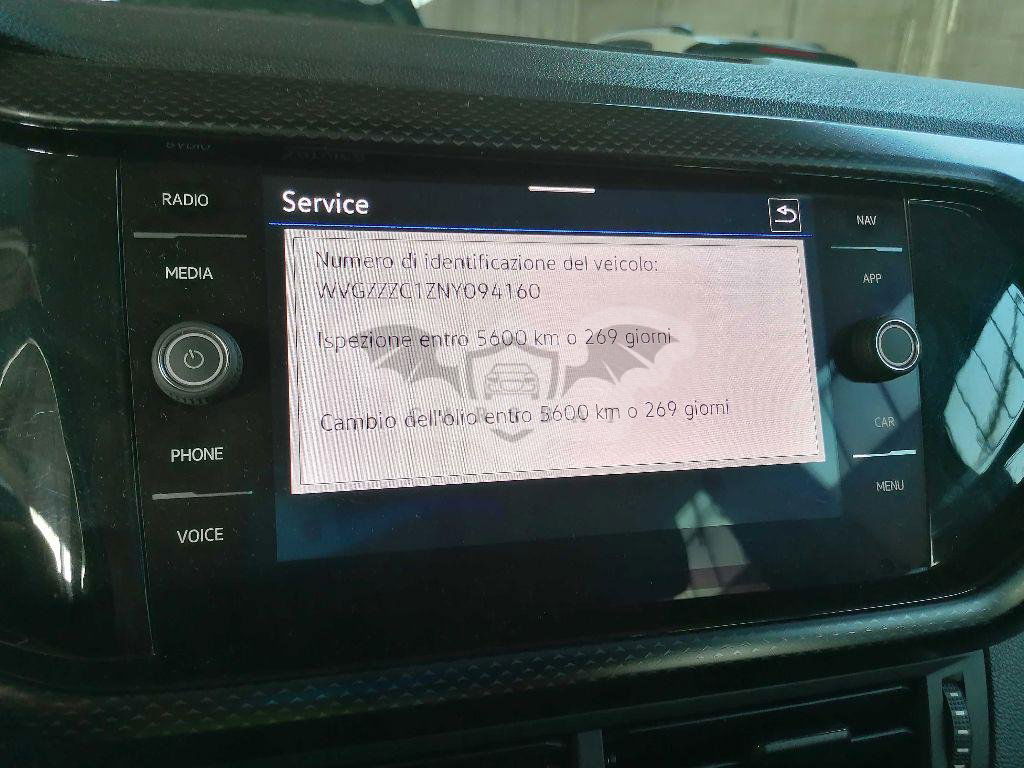 RADIO
MEDIA
PHONE
VOICE
Service
Numero di identificazione del veicolo:
WVGZZZC1ZNY094160
Ispezione entro 5600 km o 269 giorni
Cambio dell'olio entro 5600 km o 269 giorni
NAV
APP
CAR
MENU